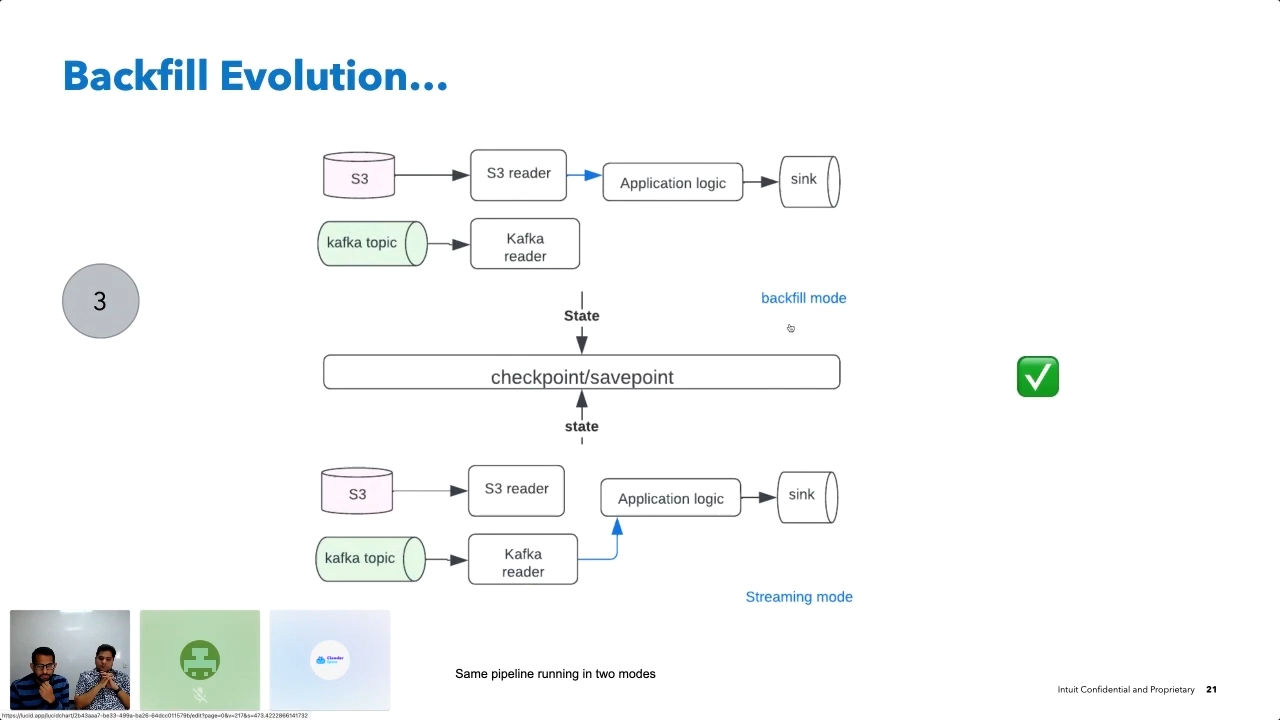 Backfill Evolution...
S3
S3 reader
Application logic
sink
kafka topic
Kafka
reader
3
backfill mode
State
checkpoint/savepoint
state
S3
S3 reader
Application logic
sink
kafka topic
Kafka
reader
Streaming mode
Same pipeline running in two modes
Intuit Confidential and Proprietary 21